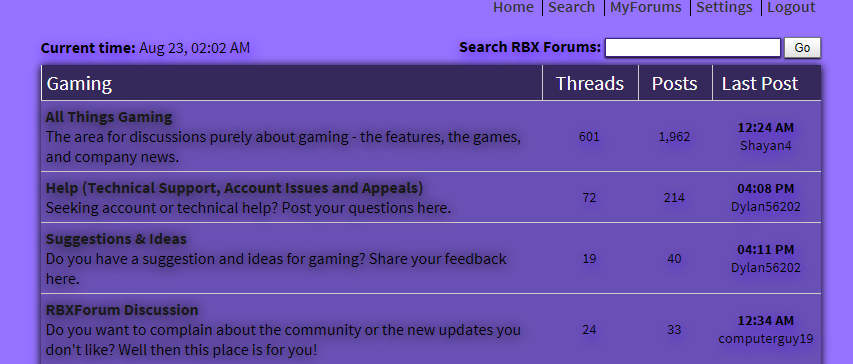 Home | Search | MyForums | Settings | Logout
Current time: Aug 23, 02:02 AM Search RBX Forums: Go
Gaming Threads Posts Last Post
All Things Gaming
The area for discussions purely about gaming - the features, the games,
and company news.
601 1,962 12:24 AM
Shayan4
Help (Technical Support, Account Issues and Appeals)
Seeking account or technical help? Post your questions here.
72 214 04:08 PM
Dylan56202
Suggestions & Ideas
Do you have a suggestion and ideas for gaming? Share your feedback
here.
19 40 04:11 PM
Dylan56202
RBXForum Discussion
Do you want to complain about the community or the new updates you
don't like? Well then this place is for you!
24 33 12:34 AM
computerguy19